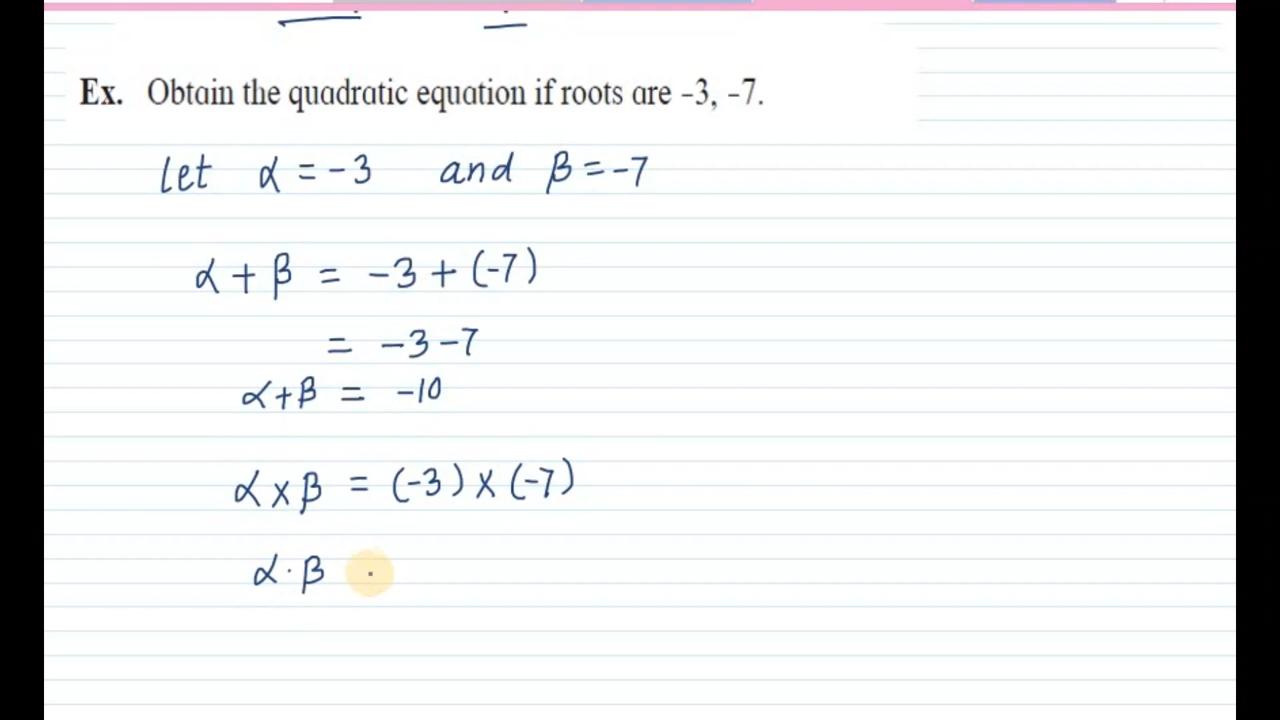 Ex. Obtain the quadratic equation if roots are -3, -7.
Let α = -3 and β = -7
α + β = -3 + (-7)
= -3 - 7
α + β = -10
α × β = (-3) × (-7)
α · β